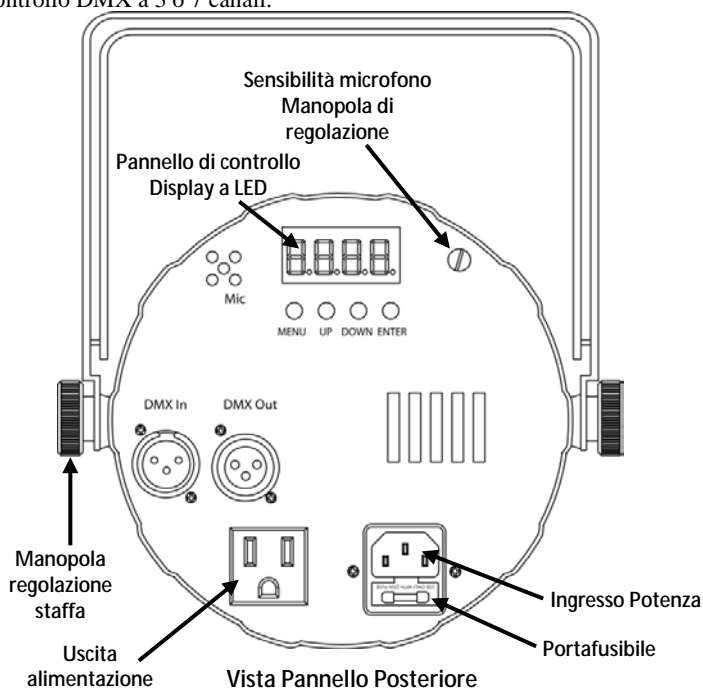 ontrollo DMX a 3 o 7 canali.
Sensibilità microfono
Manopola di
regolazione
Pannello di controllo
Display a LED
Mic
MENU UP DOWN ENTER
DMX In DMX Out
Manopola
regolazione
staffa
Ingresso Potenza
Portafusibile
Uscita
alimentazione
Vista Pannello Posteriore